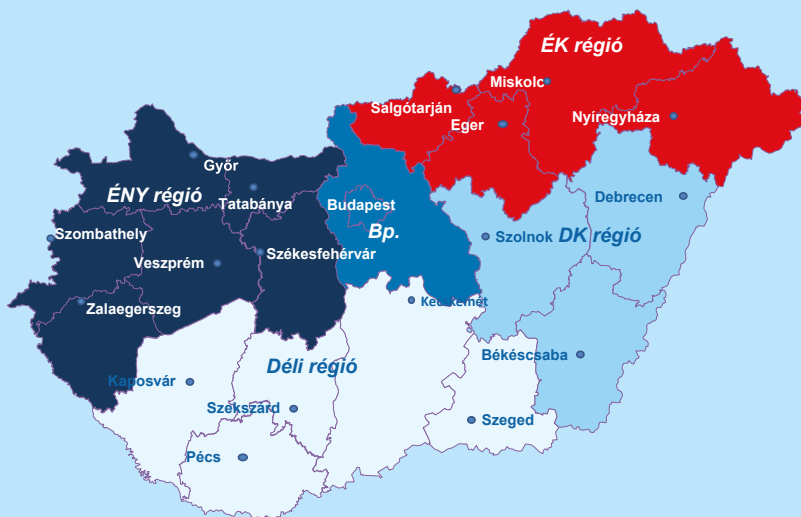 ÉK régió
Miskolc
Salgótarján
Eger
Nyíregyháza
Győr
ÉNY régió
Tatabánya
Budapest
Debrecen
Szombathely
Bp.
Szolnok
DK régió
Veszprém
Székesfehérvár
Zalaegerszeg
Kecskemét
Déli régió
Békéscsaba
Kaposvár
Szekszárd
Szeged
Pécs